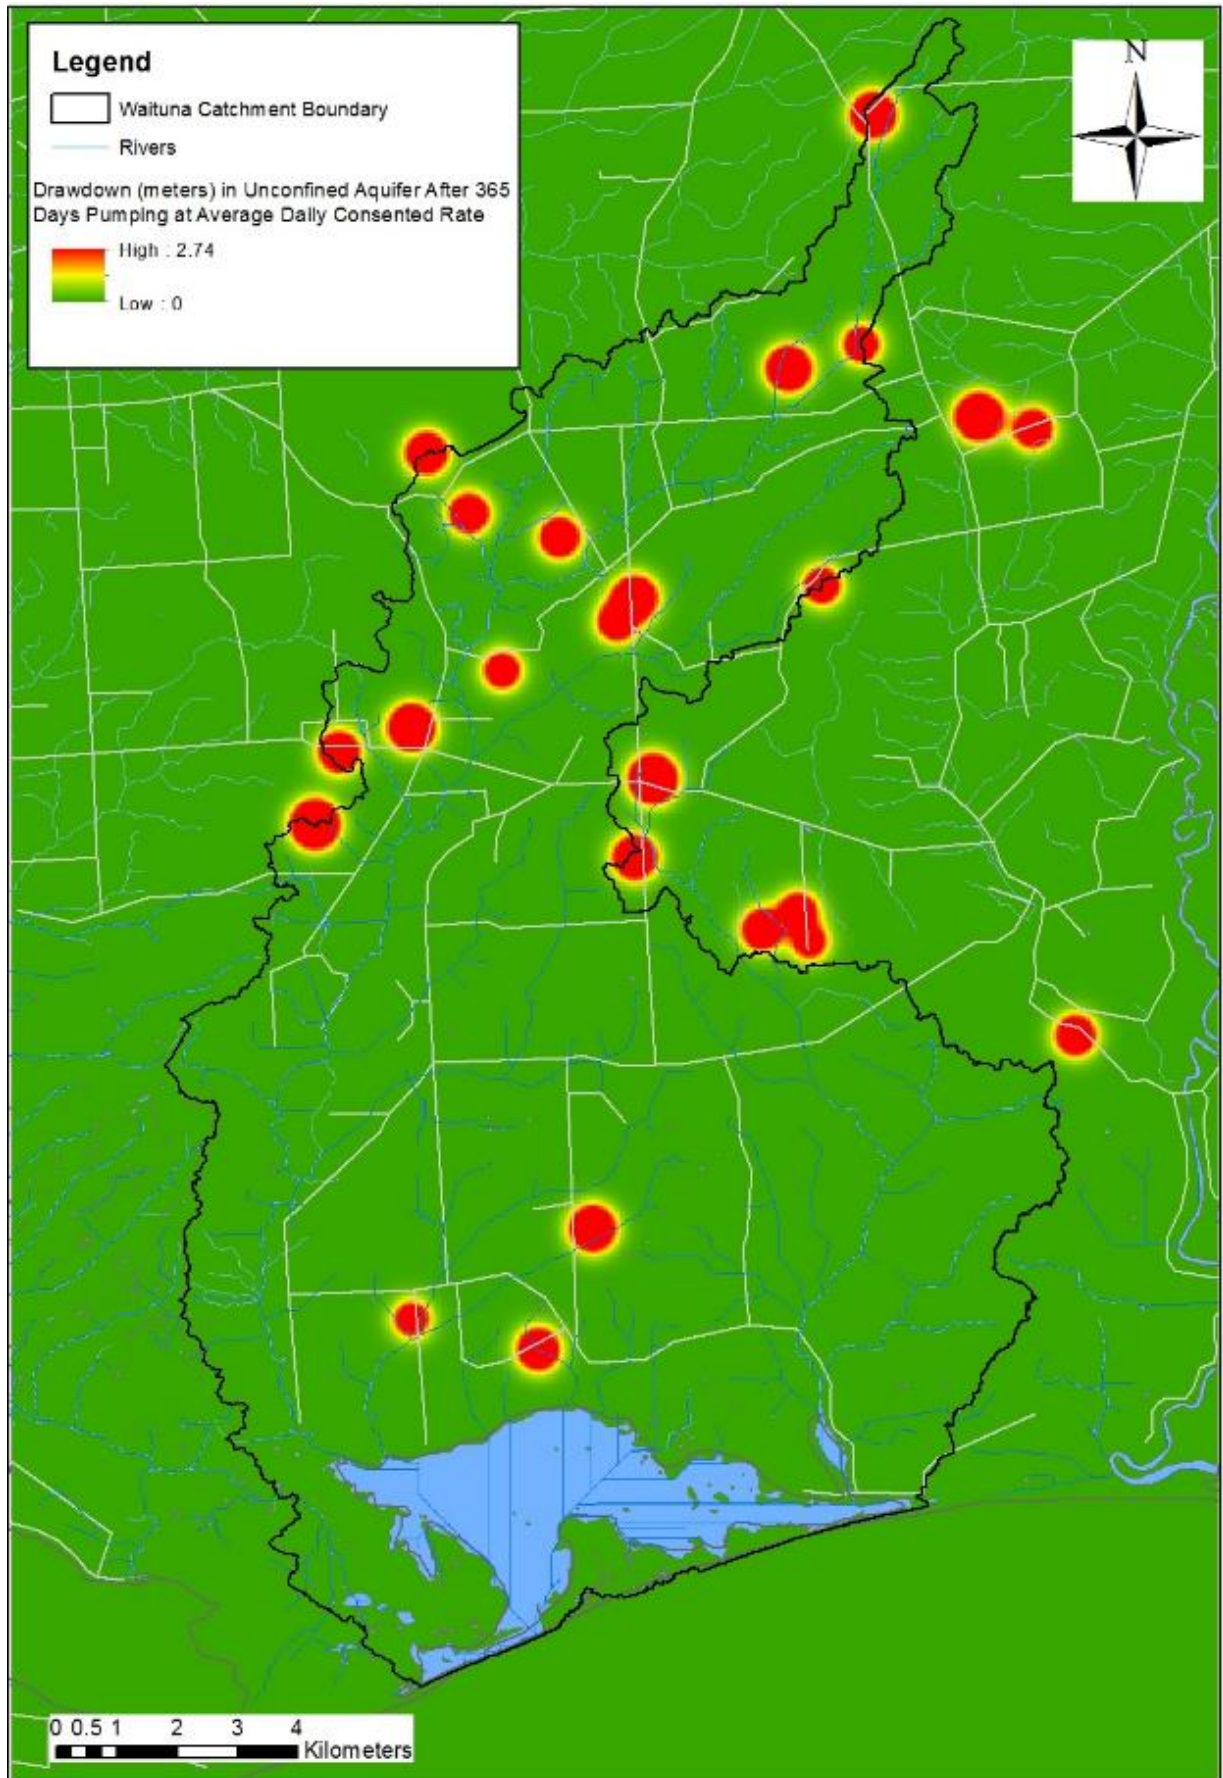 Legend
Waituna Catchment Boundary
Rivers
Drawdown (meters) in Unconfined Aquifer After 365
Days Pumping at Average Daily Consented Rate
High : 2.74
Low : 0
N
0 0.5 1 2 3 4
Kilometers